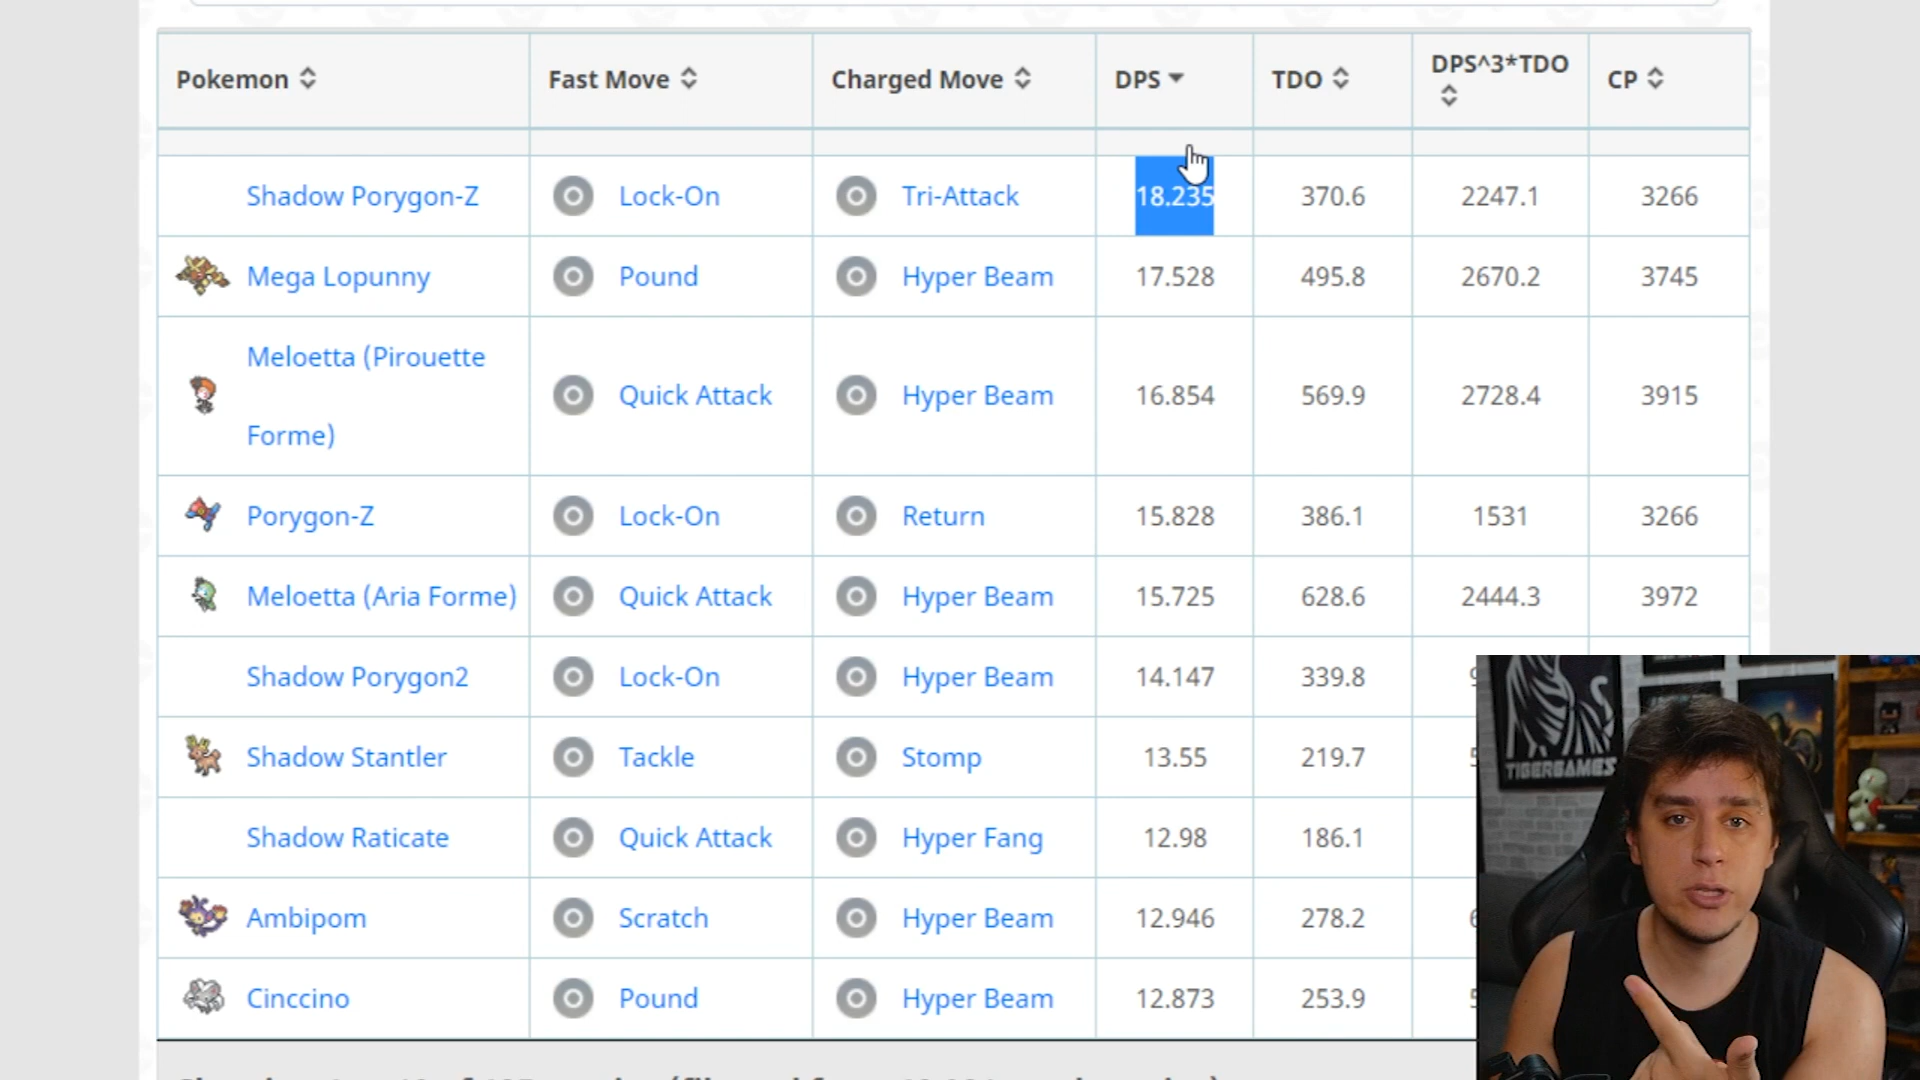 Pokemon Fast Move Charged Move DPS TDO DPS^3*TDO CP
Shadow Porygon-Z Lock-On Tri-Attack 18.235 370.6 2247.1 3266
Mega Lopunny Pound Hyper Beam 17.528 495.8 2670.2 3745
Meloetta (Pirouette
Forme) Quick Attack Hyper Beam 16.854 569.9 2728.4 3915
Porygon-Z Lock-On Return 15.828 386.1 1531 3266
Meloetta (Aria Forme) Quick Attack Hyper Beam 15.725 628.6 2444.3 3972
Shadow Porygon2 Lock-On Hyper Beam 14.147 339.8
Shadow Stantler Tackle Stomp 13.55 219.7
Shadow Raticate Quick Attack Hyper Fang 12.98 186.1
Ambipom Scratch Hyper Beam 12.946 278.2
Cinccino Pound Hyper Beam 12.873 253.9
TIGERGAMES